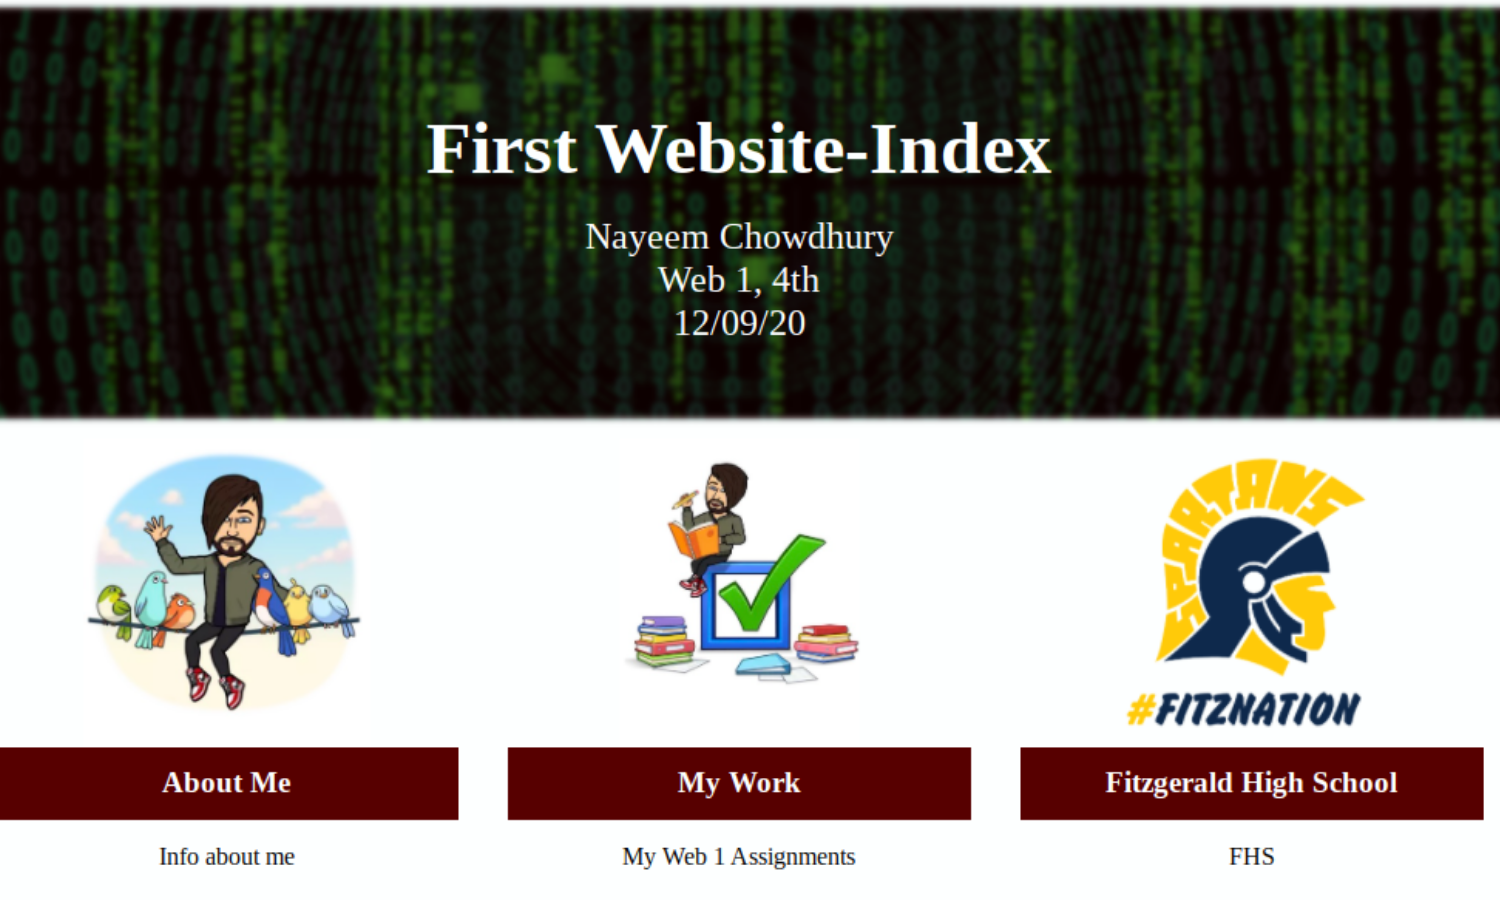 First Website-Index
Nayeem Chowdhury
Web 1, 4th
12/09/20
SPARTANS
#FITZNATION
About Me
My Work
Fitzgerald High School
Info about me
My Web 1 Assignments
FHS